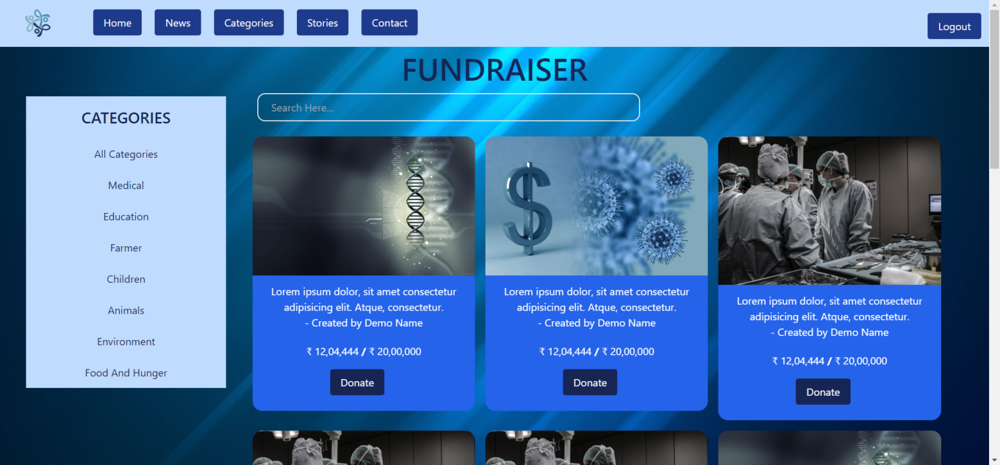 Home News Categories Stories Contact Logout
FUNDRAISER
Search Here...
CATEGORIES
All Categories
Medical
Education
Farmer
Children
Animals
Environment
Food And Hunger
Lorem ipsum dolor, sit amet consectetur
adipisicing elit. Atque, consectetur.
- Created by Demo Name
₹ 12,04,444 / ₹ 20,00,000
Donate
Lorem ipsum dolor, sit amet consectetur
adipisicing elit. Atque, consectetur.
- Created by Demo Name
₹ 12,04,444 / ₹ 20,00,000
Donate
Lorem ipsum dolor, sit amet consectetur
adipisicing elit. Atque, consectetur.
- Created by Demo Name
₹ 12,04,444 / ₹ 20,00,000
Donate